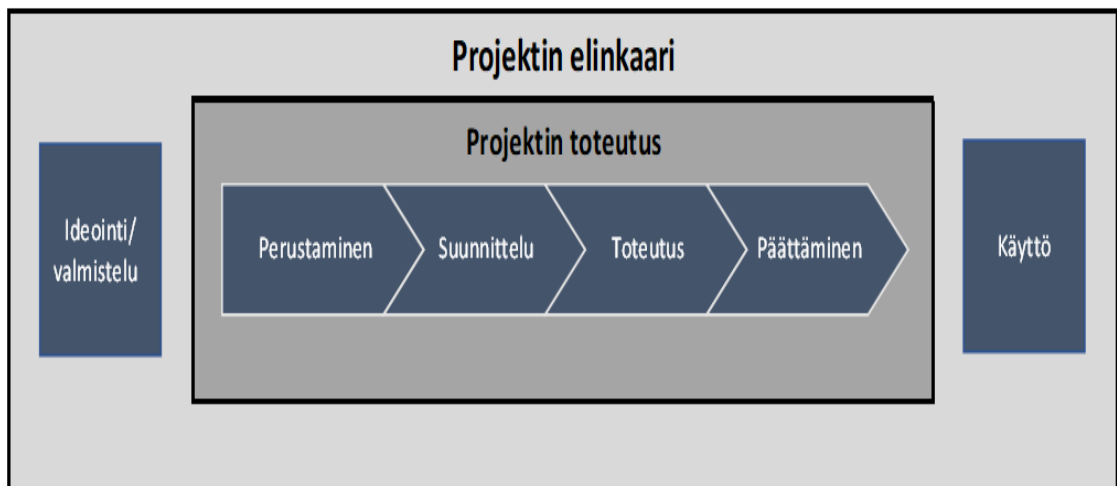 Projektin elinkaari
Projektin toteutus
Ideointi/
valmistelu
Perustaminen
Suunnittelu
Toteutus
Päättäminen
Käyttö